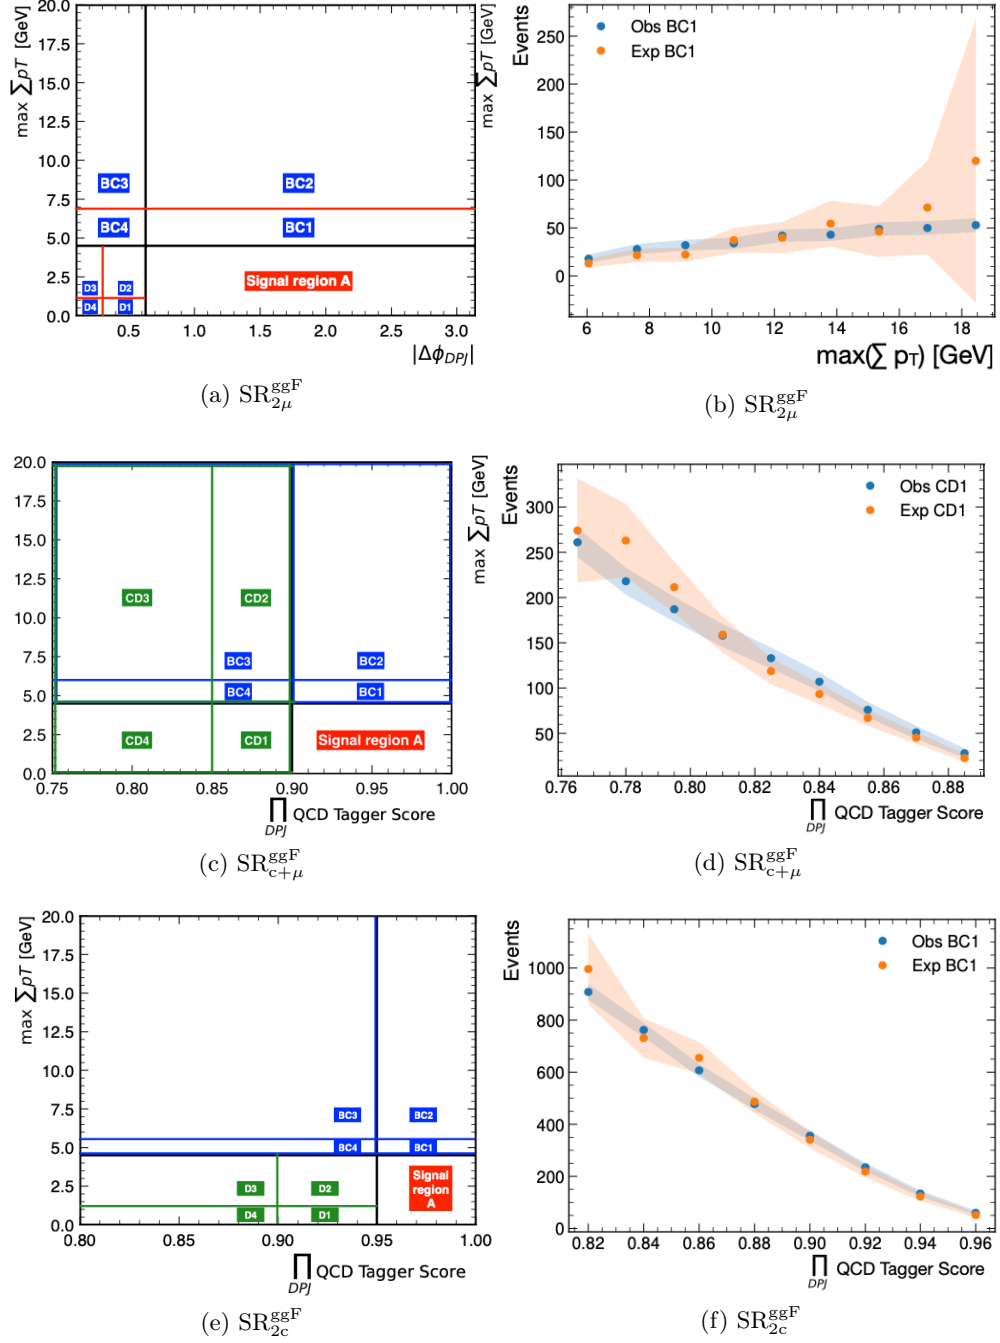 max ∑ pT [GeV]
20.0
17.5
15.0
12.5
10.0
7.5
5.0
2.5
0.0
BC3
BC2
BC4
BC1
Signal region A
D3
D2
D4
D1
0.5
1.0
1.5
2.0
2.5
3.0
|Δϕ_DPJ|
(a) SR^ggF_2μ
max ∑ pT [GeV]
Events
250
200
150
100
50
0
Obs BC1
Exp BC1
6
8
10
12
14
16
18
max(∑ p_T) [GeV]
(b) SR^ggF_2μ
max ∑ pT [GeV]
20.0
17.5
15.0
12.5
10.0
7.5
5.0
2.5
0.0
CD3
CD2
BC3
BC2
BC4
BC1
CD4
CD1
Signal region A
0.75
0.80
0.85
0.90
0.95
1.00
∏ QCD Tagger Score
DPJ
(c) SR^ggF_c+μ
max ∑ pT [GeV]
Events
300
250
200
150
100
50
Obs CD1
Exp CD1
0.76
0.78
0.80
0.82
0.84
0.86
0.88
∏ QCD Tagger Score
DPJ
(d) SR^ggF_c+μ
max ∑ pT [GeV]
20.0
17.5
15.0
12.5
10.0
7.5
5.0
2.5
0.0
BC3
BC2
BC4
BC1
D3
D2
D4
D1
Signal
region
A
0.80
0.85
0.90
0.95
1.00
∏ QCD Tagger Score
DPJ
(e) SR^ggF_2c
Events
1000
800
600
400
200
0
Obs BC1
Exp BC1
0.82
0.84
0.86
0.88
0.90
0.92
0.94
0.96
∏ QCD Tagger Score
DPJ
(f) SR^ggF_2c